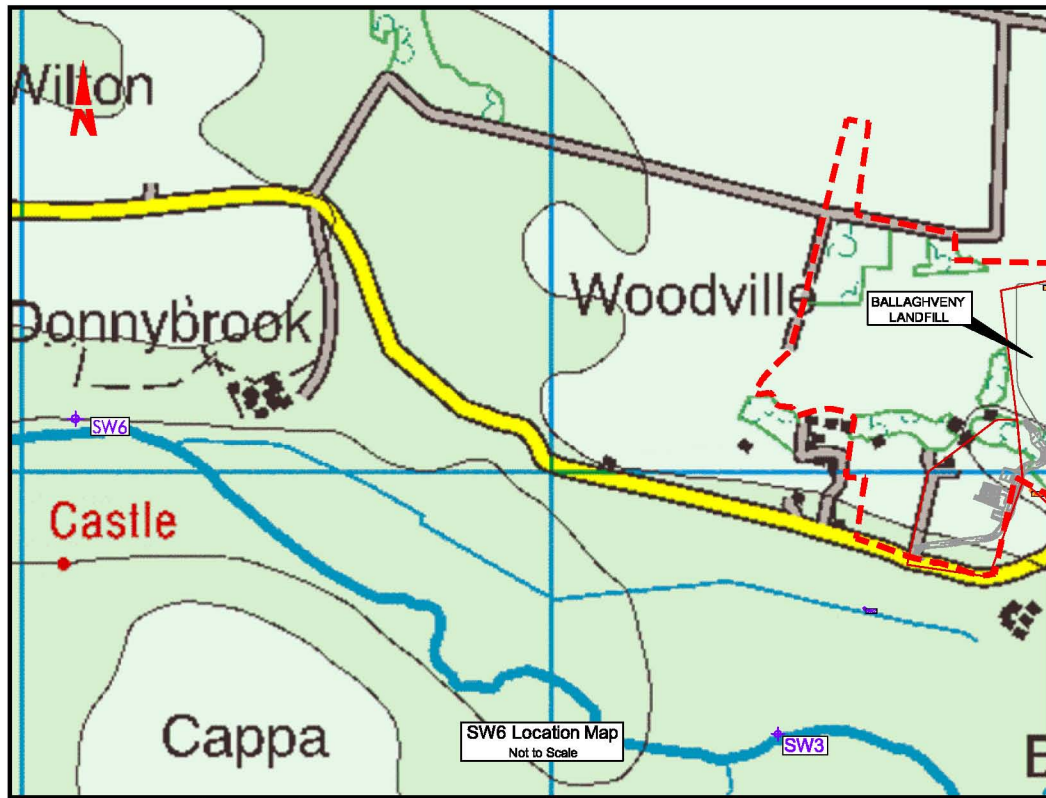 Wilton
N
Woodville
BALLAGHVENY
LANDFILL
Donnybrook
SW6
Castle
Cappa
SW6 Location Map
Not to Scale
SW3
B